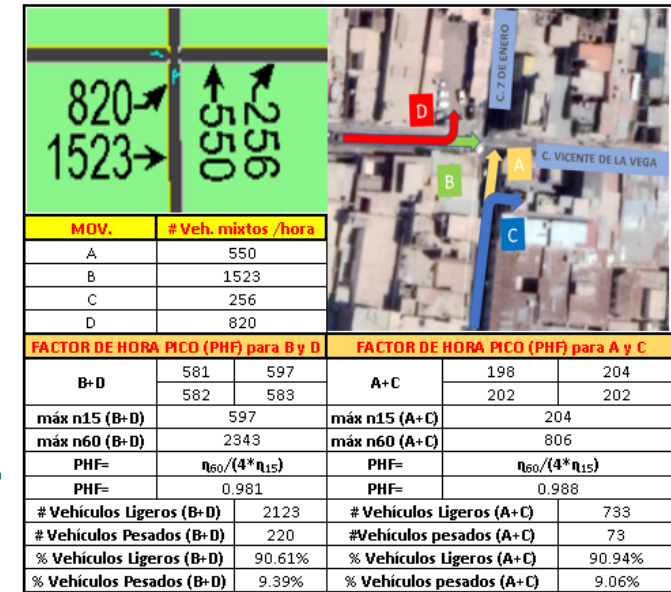 820
1523
550
256
D
B
A
C
C. 7 DE ENERO
C. VICENTE DE LA VEGA
MOV. # Veh. mixtos /hora
A 550
B 1523
C 256
D 820
FACTOR DE HORA PICO (PHF) para B y D FACTOR DE HORA PICO (PHF) para A y C
B+D 581 597 A+C 198 204
582 583 202 202
máx n15 (B+D) 597 máx n15 (A+C) 204
máx n60 (B+D) 2343 máx n60 (A+C) 806
PHF= η60/(4*η15) PHF= η60/(4*η15)
PHF= 0.981 PHF= 0.988
# Vehículos Ligeros (B+D) 2123 # Vehículos Ligeros (A+C) 733
# Vehículos Pesados (B+D) 220 #Vehículos pesados (A+C) 73
% Vehículos Ligeros (B+D) 90.61% % Vehículos Ligeros (A+C) 90.94%
% Vehículos Pesados (B+D) 9.39% % Vehículos pesados (A+C) 9.06%